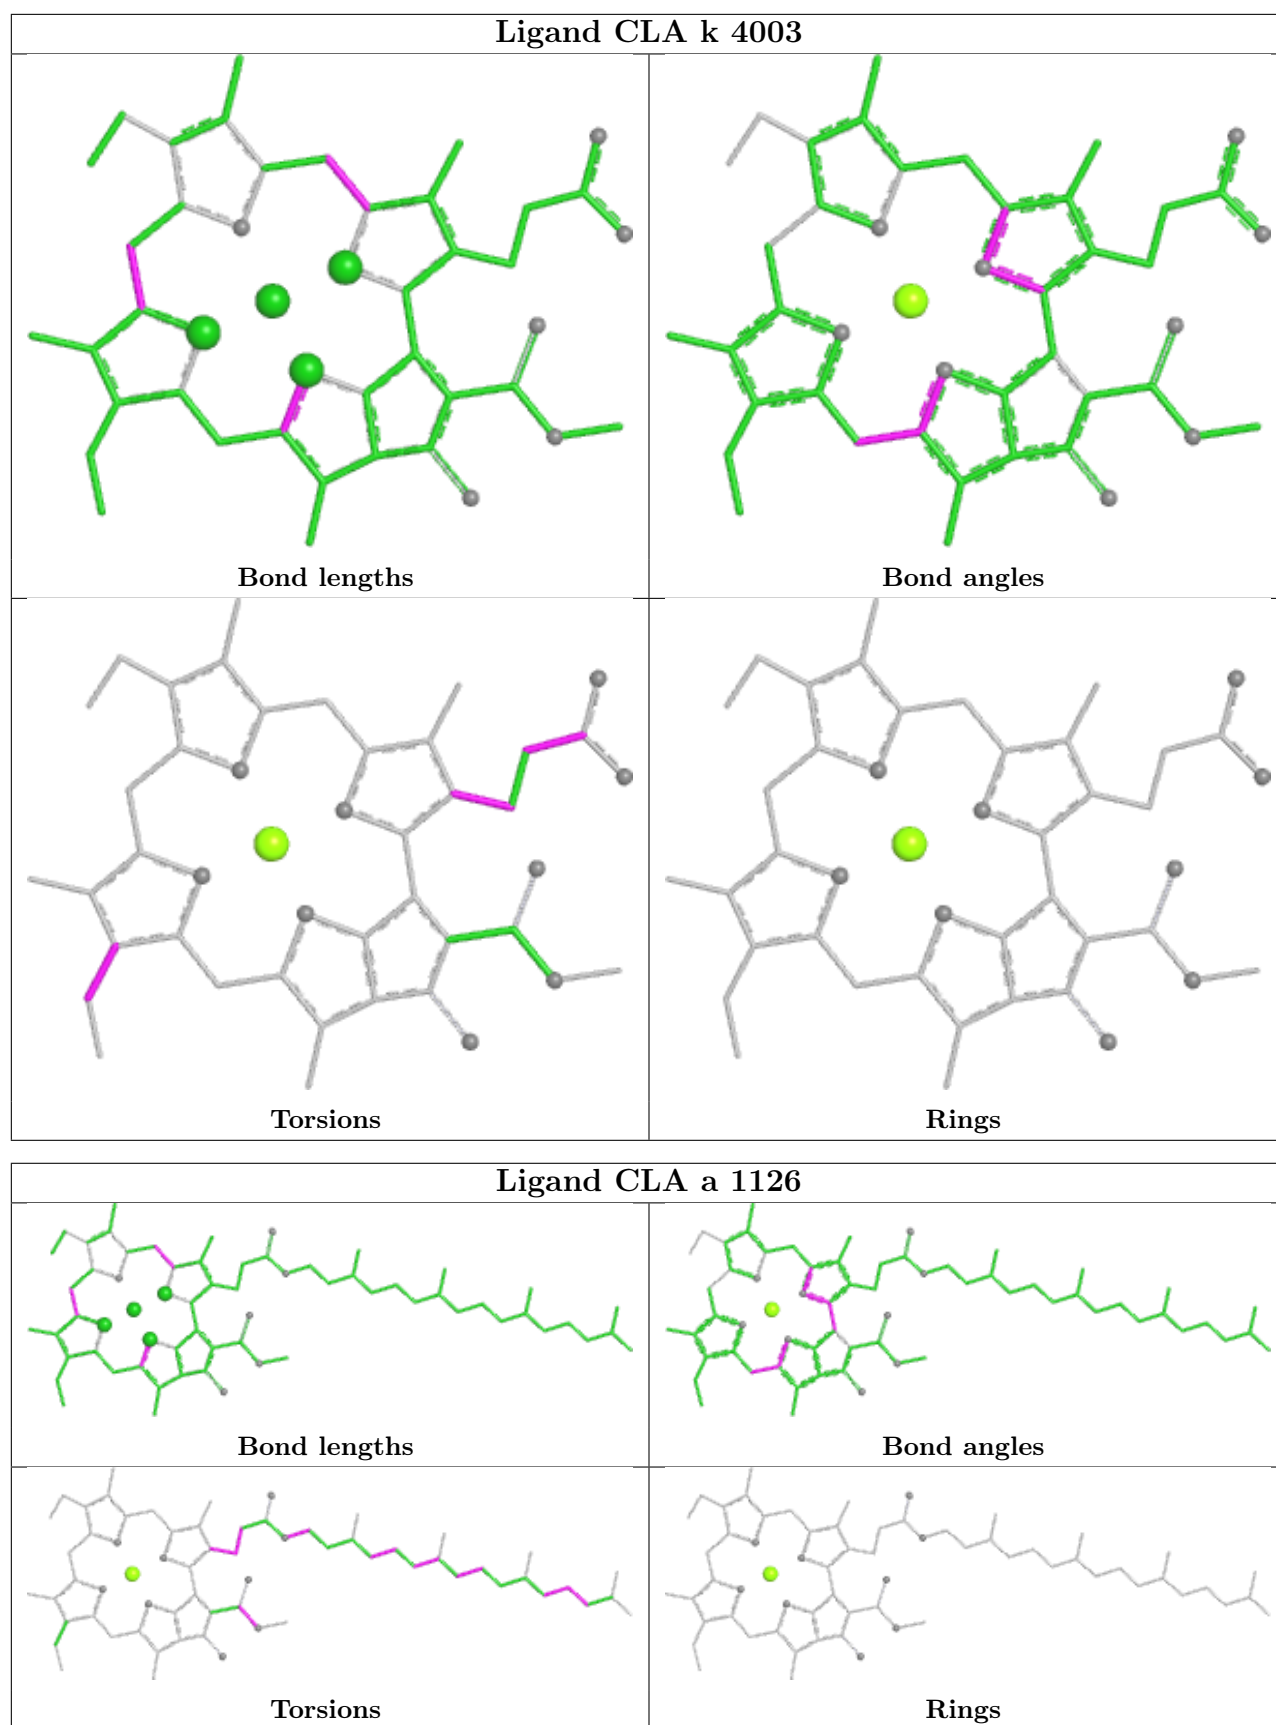 Ligand CLA k 4003
Bond lengths
Bond angles
Torsions
Rings
Ligand CLA a 1126
Bond lengths
Bond angles
Torsions
Rings